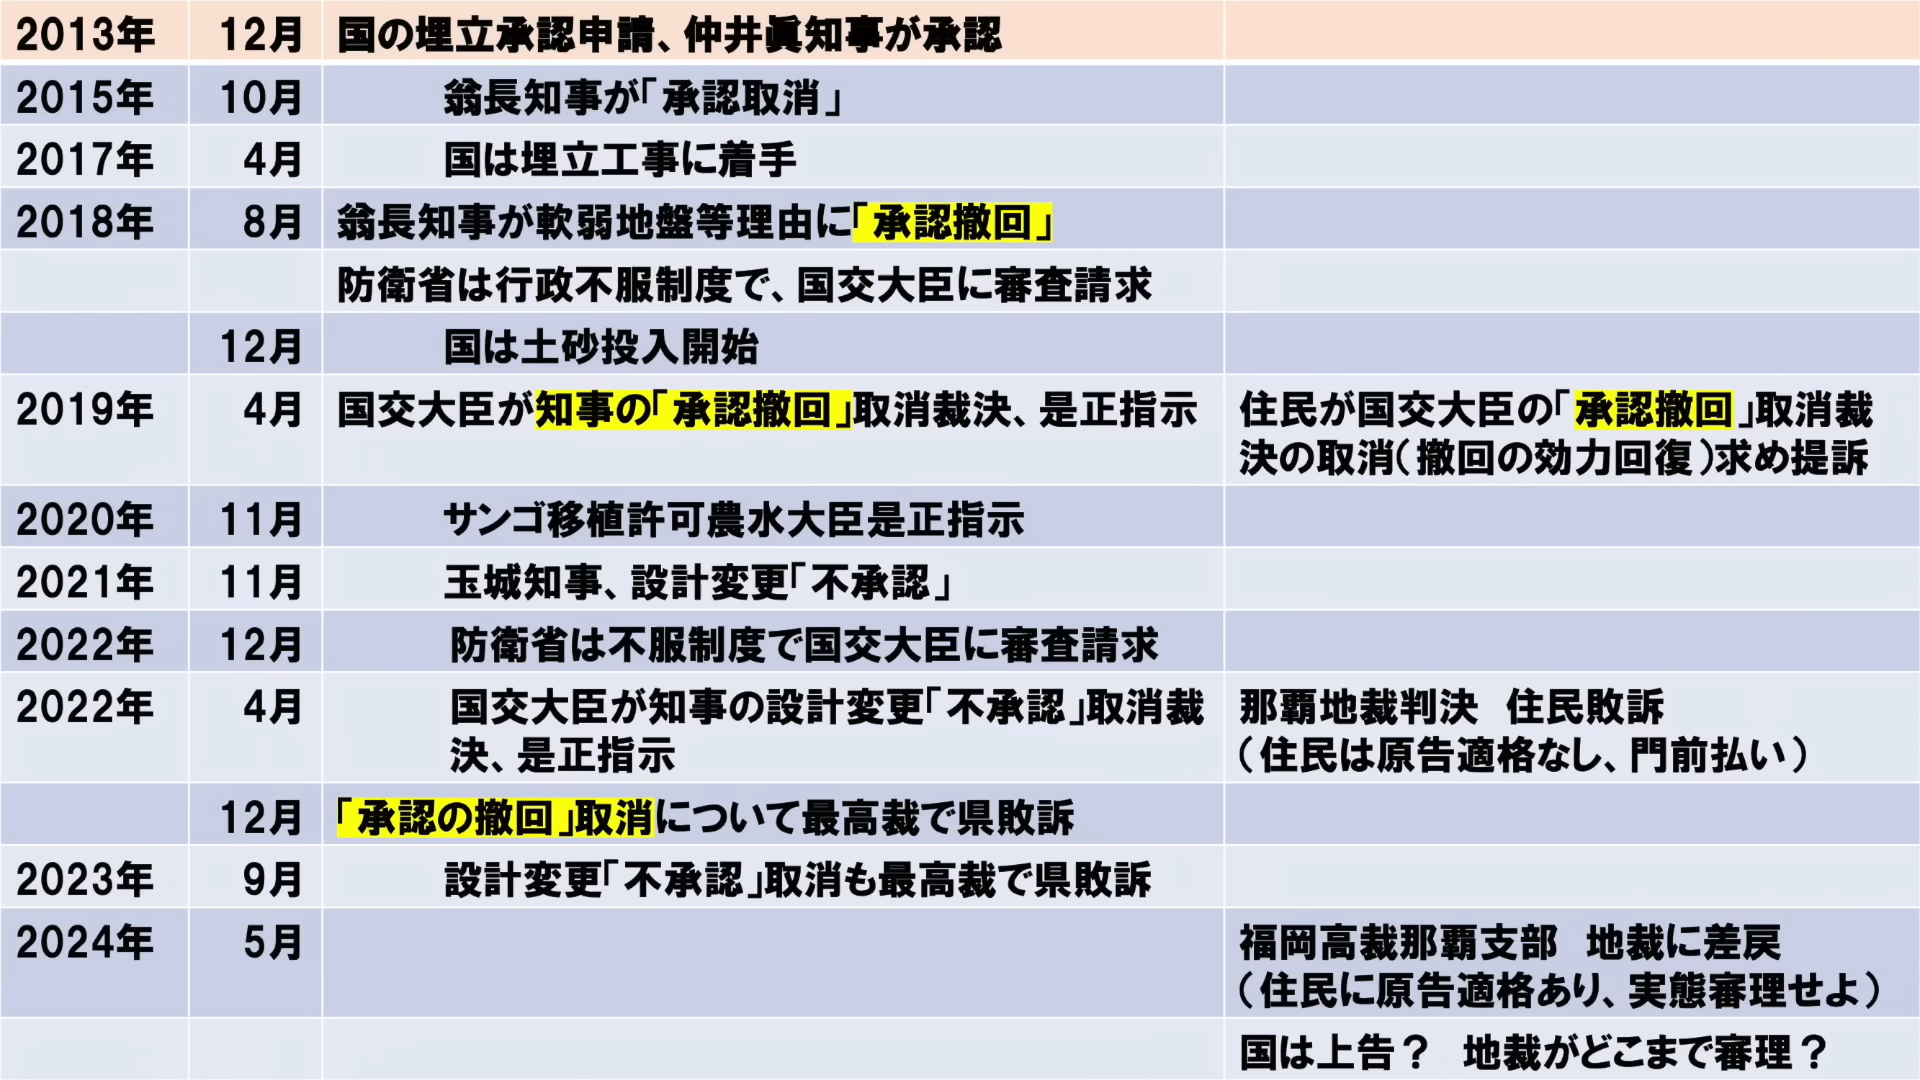 2013年 12月 国の埋立承認申請、仲井眞知事が承認
2015年 10月 翁長知事が「承認取消」
2017年 4月 国は埋立工事に着手
2018年 8月 翁長知事が軟弱地盤等理由に「承認撤回」
防衛省は行政不服制度で、国交大臣に審査請求
12月 国は土砂投入開始
2019年 4月 国交大臣が知事の「承認撤回」取消裁決、是正指示
住民が国交大臣の「承認撤回」取消裁
決の取消(撤回の効力回復)求め提訴
2020年 11月 サンゴ移植許可農水大臣是正指示
2021年 11月 玉城知事、設計変更「不承認」
2022年 12月 防衛省は不服制度で国交大臣に審査請求
2022年 4月 国交大臣が知事の設計変更「不承認」取消裁
決、是正指示
那覇地裁判決 住民敗訴
(住民は原告適格なし、門前払い)
12月 「承認の撤回」取消について最高裁で県敗訴
2023年 9月 設計変更「不承認」取消も最高裁で県敗訴
2024年 5月 福岡高裁那覇支部 地裁に差戻
(住民に原告適格あり、実態審理せよ)
国は上告? 地裁がどこまで審理?